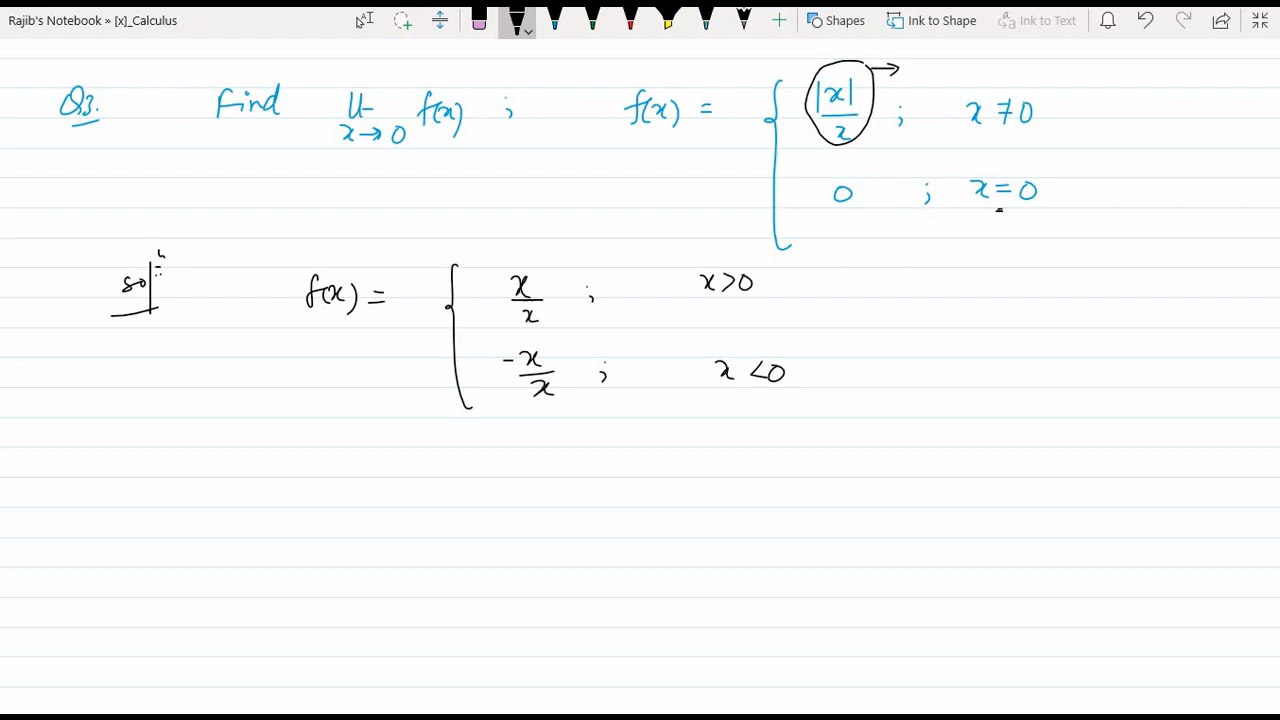 Rajib's Notebook » [x]_Calculus
Shapes Ink to Shape Ink to Text
Q3. Find lt x→0 f(x) ; f(x) = { |x|/x ; x ≠ 0
0 ; x = 0
Solⁿ: f(x) = { x/x ; x > 0
-x/x ; x < 0